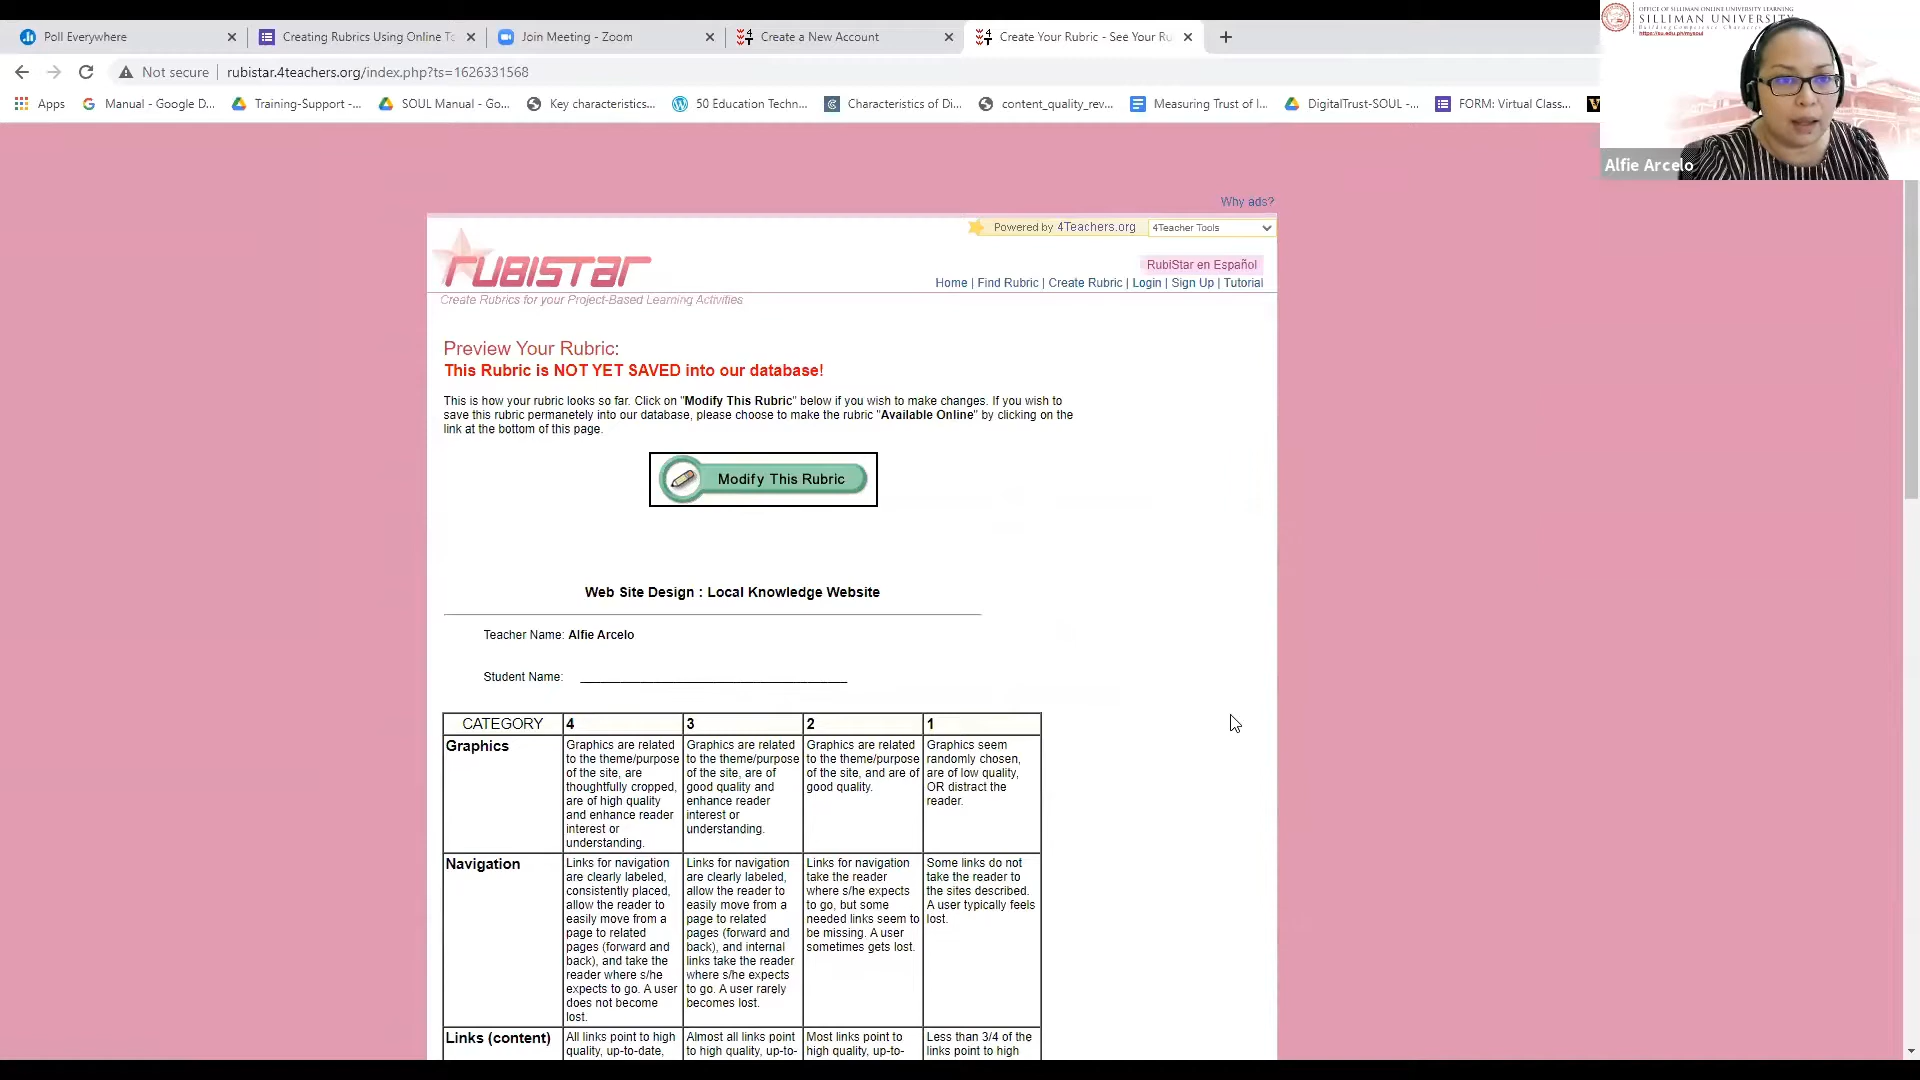 Poll Everywhere
Creating Rubrics Using Online To
Join Meeting - Zoom
Create a New Account
Create Your Rubric - See Your Ru
Not secure
rubistar.4teachers.org/index.php?ts=1626331568
Apps
Manual - Google D...
Training-Support -...
SOUL Manual - Go...
Key characteristics...
50 Education Techn...
Characteristics of Di...
content_quality_rev...
Measuring Trust of I...
DigitalTrust-SOUL -...
FORM: Virtual Class...
OFFICE OF SILLIMAN ONLINE UNIVERSITY LEARNING
SILLIMAN UNIVERSITY
https://su.edu.ph/mysoul
Alfie Arcelo
Why ads?
Powered by 4Teachers.org
4Teacher Tools
RUBISTAR
RubiStar en Español
Home | Find Rubric | Create Rubric | Login | Sign Up | Tutorial
Create Rubrics for your Project-Based Learning Activities
Preview Your Rubric:
This Rubric is NOT YET SAVED into our database!
This is how your rubric looks so far. Click on "Modify This Rubric" below if you wish to make changes. If you wish to
save this rubric permanetely into our database, please choose to make the rubric "Available Online" by clicking on the
link at the bottom of this page.
Modify This Rubric
Web Site Design : Local Knowledge Website
Teacher Name: Alfie Arcelo
Student Name:
CATEGORY
4
3
2
1
Graphics
Graphics are related
to the theme/purpose
of the site, are
thoughtfully cropped,
are of high quality
and enhance reader
interest or
understanding.
Graphics are related
to the theme/purpose
of the site, are of
good quality and
enhance reader
interest or
understanding.
Graphics are related
to the theme/purpose
of the site, and are of
good quality.
Graphics seem
randomly chosen,
are of low quality,
OR distract the
reader.
Navigation
Links for navigation
are clearly labeled,
consistently placed,
allow the reader to
easily move from a
page to related
pages (forward and
back), and take the
reader where s/he
expects to go. A user
does not become
lost.
Links for navigation
are clearly labeled,
allow the reader to
easily move from a
page to related
pages (forward and
back), and internal
links take the reader
where s/he expects
to go. A user rarely
becomes lost.
Links for navigation
take the reader
where s/he expects
to go, but some
needed links seem to
be missing. A user
sometimes gets lost.
Some links do not
take the reader to
the sites described.
A user typically feels
lost.
Links (content)
All links point to high
quality, up-to-date,
Almost all links point
to high quality, up-to-
Most links point to
high quality, up-to-
Less than 3/4 of the
links point to high